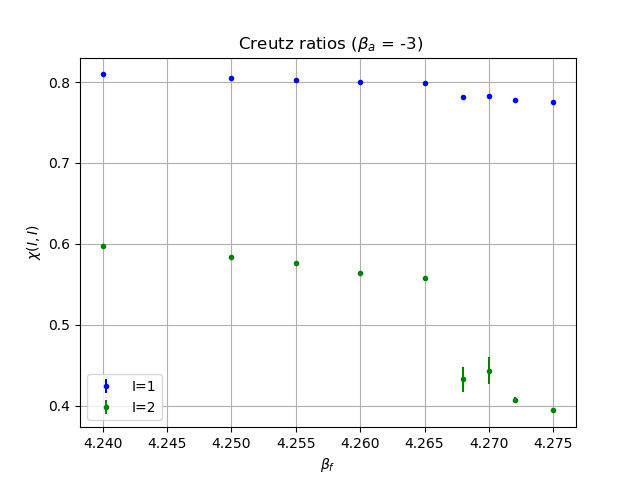 Creutz ratios (βₐ = -3)
χ(I, I)
0.8
0.7
0.6
0.5
0.4
I=1
I=2
4.240 4.245 4.250 4.255 4.260 4.265 4.270 4.275
β_f